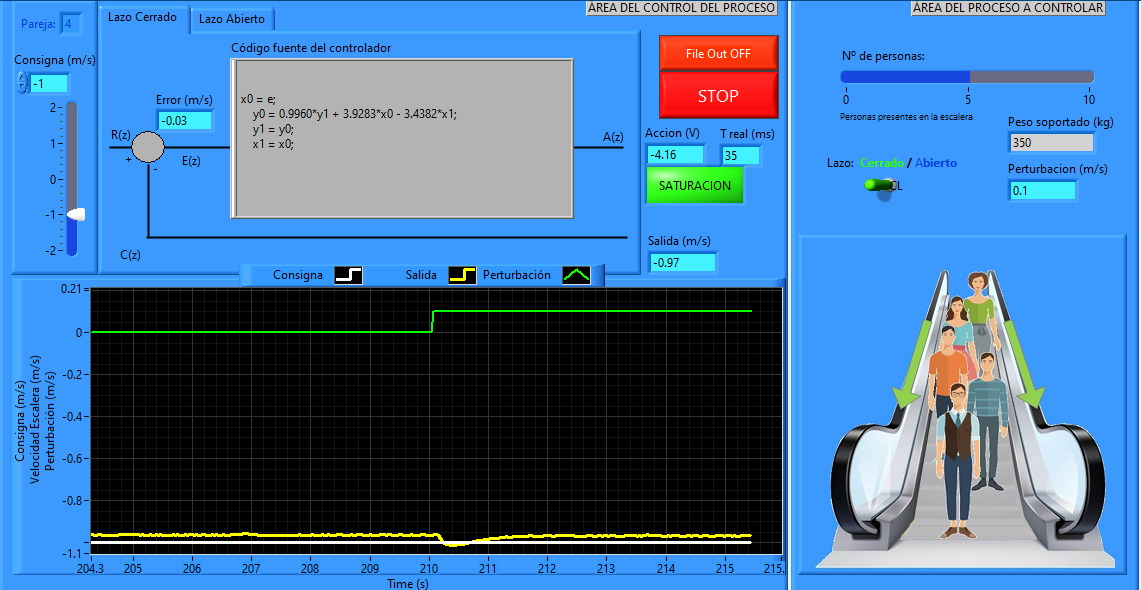 Pareja: 4
Consigna (m/s)
-1
2
1
0
-1
-2
Lazo Cerrado
Lazo Abierto
ÁREA DEL CONTROL DEL PROCESO
Código fuente del controlador
x0 = e;
y0 = 0.9960*y1 + 3.9283*x0 - 3.4382*x1;
y1 = y0;
x1 = x0;
Error (m/s)
-0.03
R(z)
+
-
E(z)
A(z)
C(z)
File Out OFF
STOP
Accion (V)
T real (ms)
-4.16
35
SATURACION
Salida (m/s)
-0.97
Consigna
Salida
Perturbación
0.21
0
-0.2
-0.4
-0.6
-0.8
-1.1
Consigna (m/s)
Velocidad Escalera (m/s)
Perturbación (m/s)
204.3 205 206 207 208 209 210 211 212 213 214 215 215.
Time (s)
ÁREA DEL PROCESO A CONTROLAR
Nº de personas:
0 5 10
Personas presentes en la escalera
Peso soportado (kg)
350
Lazo: Cerrado / Abierto
OL
Perturbacion (m/s)
0.1